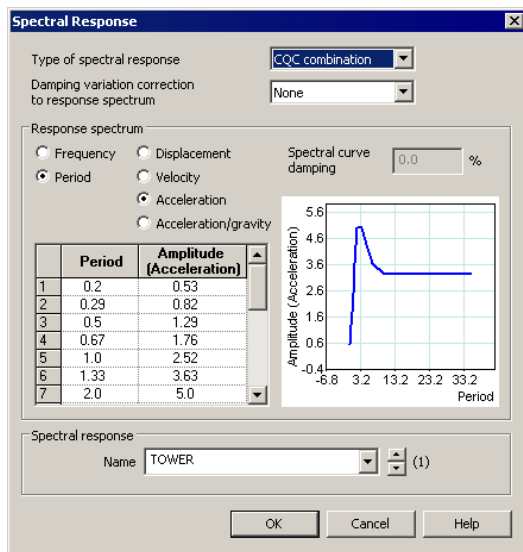 Spectral Response
Type of spectral response CQC combination
Damping variation correction
to response spectrum None
Response spectrum
Frequency Displacement Spectral curve
damping 0.0 %
Period Velocity
Acceleration
Acceleration/gravity
Period Amplitude
(Acceleration)
1 0.2 0.53
2 0.29 0.82
3 0.5 1.29
4 0.67 1.76
5 1.0 2.52
6 1.33 3.63
7 2.0 5.0
Amplitude (Acceleration)
5.6
4.6
3.6
2.6
1.6
0.6
-0.4
-6.8 3.2 13.2 23.2 33.2
Period
Spectral response
Name TOWER (1)
OK Cancel Help